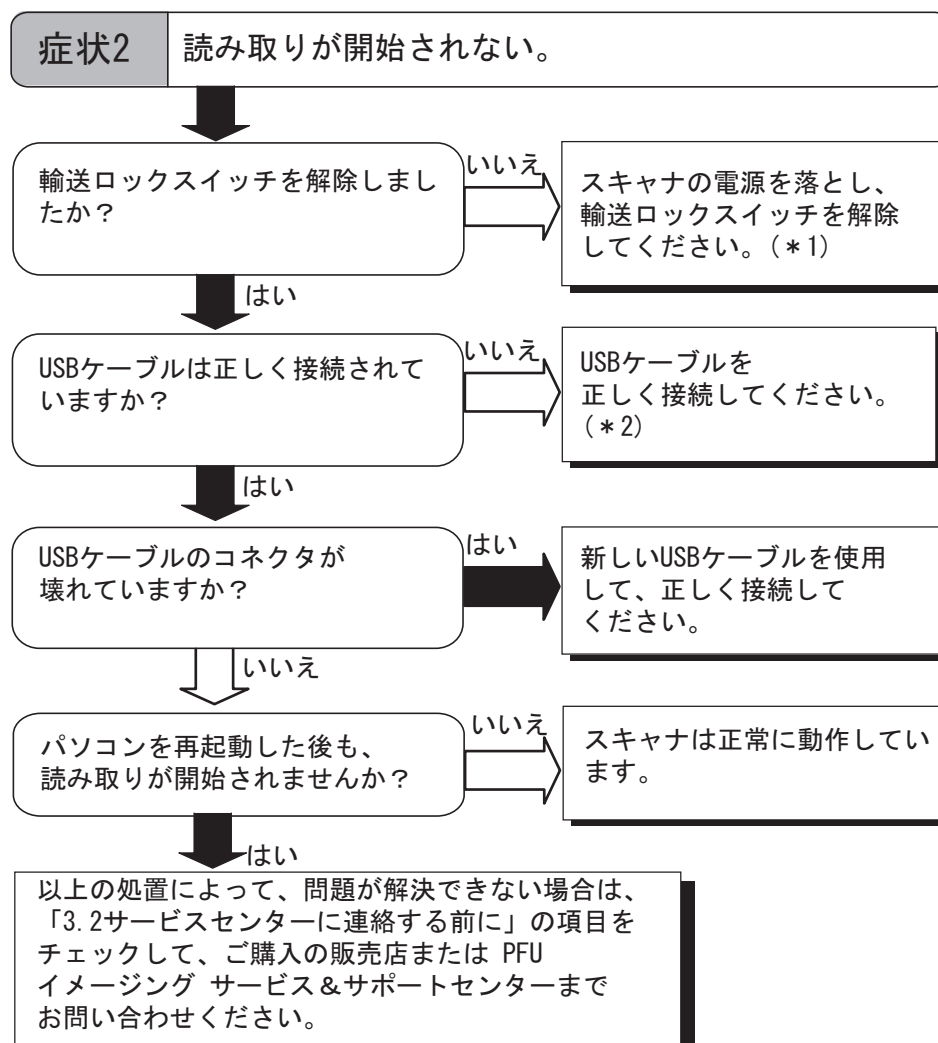 症状2
読み取りが開始されない。
輸送ロックスイッチを解除しまし
たか？
いいえ
スキャナの電源を落とし、
輸送ロックスイッチを解除
してください。(＊1)
はい
USBケーブルは正しく接続されて
いますか？
いいえ
USBケーブルを
正しく接続してください。
(＊2)
はい
USBケーブルのコネクタが
壊れていますか？
はい
新しいUSBケーブルを使用
して、正しく接続して
ください。
いいえ
パソコンを再起動した後も、
読み取りが開始されませんか？
いいえ
スキャナは正常に動作してい
ます。
はい
以上の処置によって、問題が解決できない場合は、
「3.2サービスセンターに連絡する前に」の項目を
チェックして、ご購入の販売店または PFU
イメージング サービス＆サポートセンターまで
お問い合わせください。